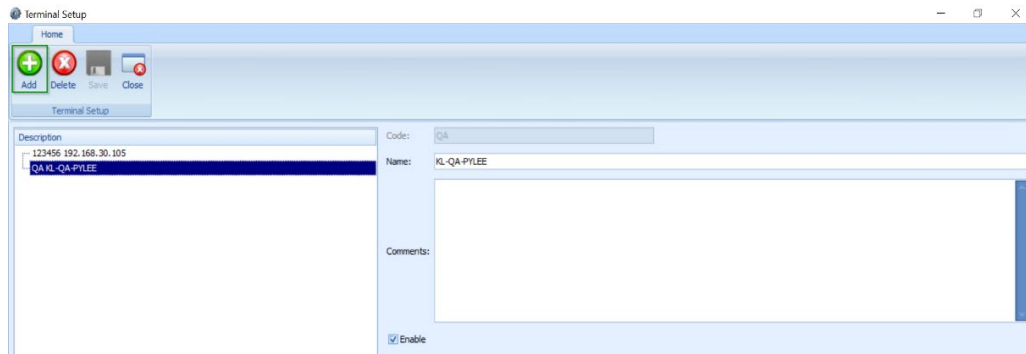 Terminal Setup
Home
Add Delete Save Close
Terminal Setup
Description
123456 192.168.30.105
QA KL-QA-PYLEE
Code: QA
Name: KL-QA-PYLEE
Comments:
Enable